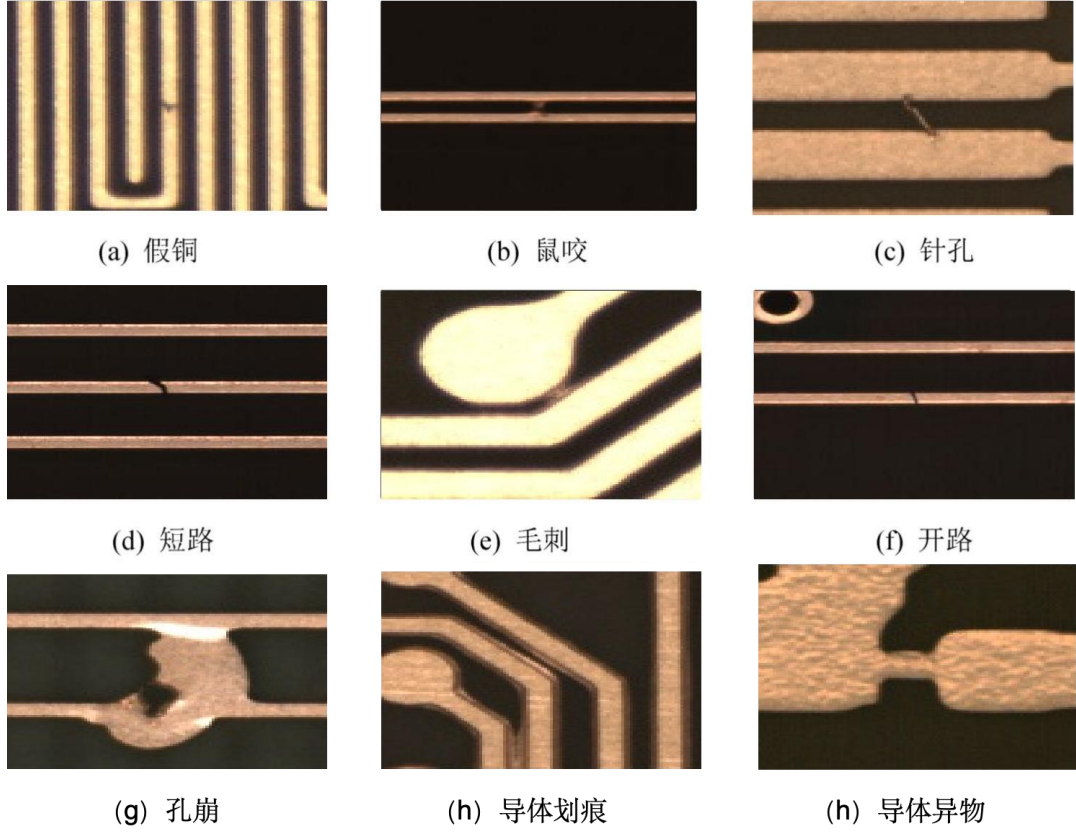 (a) 假铜
(b) 鼠咬
(c) 针孔
(d) 短路
(e) 毛刺
(f) 开路
(g) 孔崩
(h) 导体划痕
(h) 导体异物